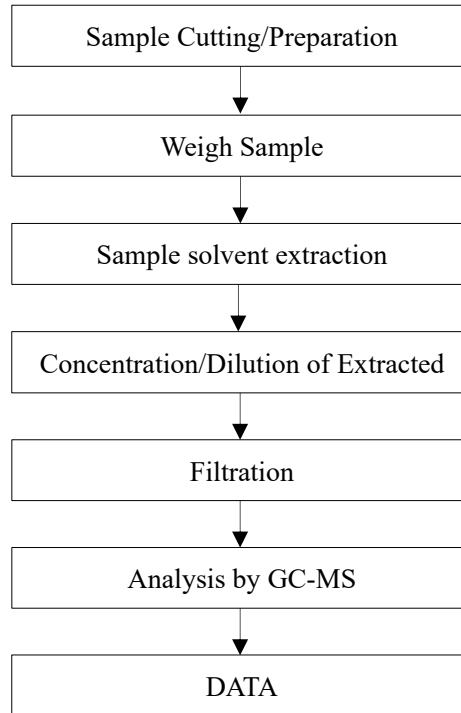 Sample Cutting/Preparation
Weigh Sample
Sample solvent extraction
Concentration/Dilution of Extracted
Filtration
Analysis by GC-MS
DATA